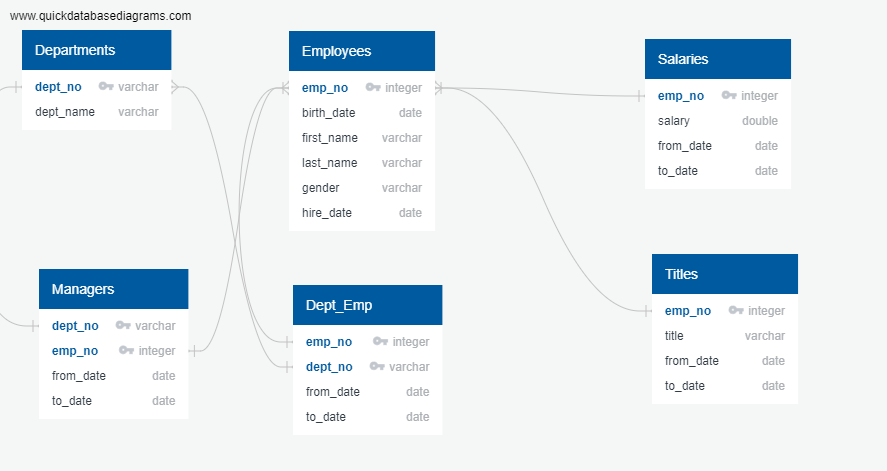 www.quickdatabasediagrams.com
Departments
dept_no varchar
dept_name varchar
Employees
emp_no integer
birth_date date
first_name varchar
last_name varchar
gender varchar
hire_date date
Salaries
emp_no integer
salary double
from_date date
to_date date
Managers
dept_no varchar
emp_no integer
from_date date
to_date date
Dept_Emp
emp_no integer
dept_no varchar
from_date date
to_date date
Titles
emp_no integer
title varchar
from_date date
to_date date